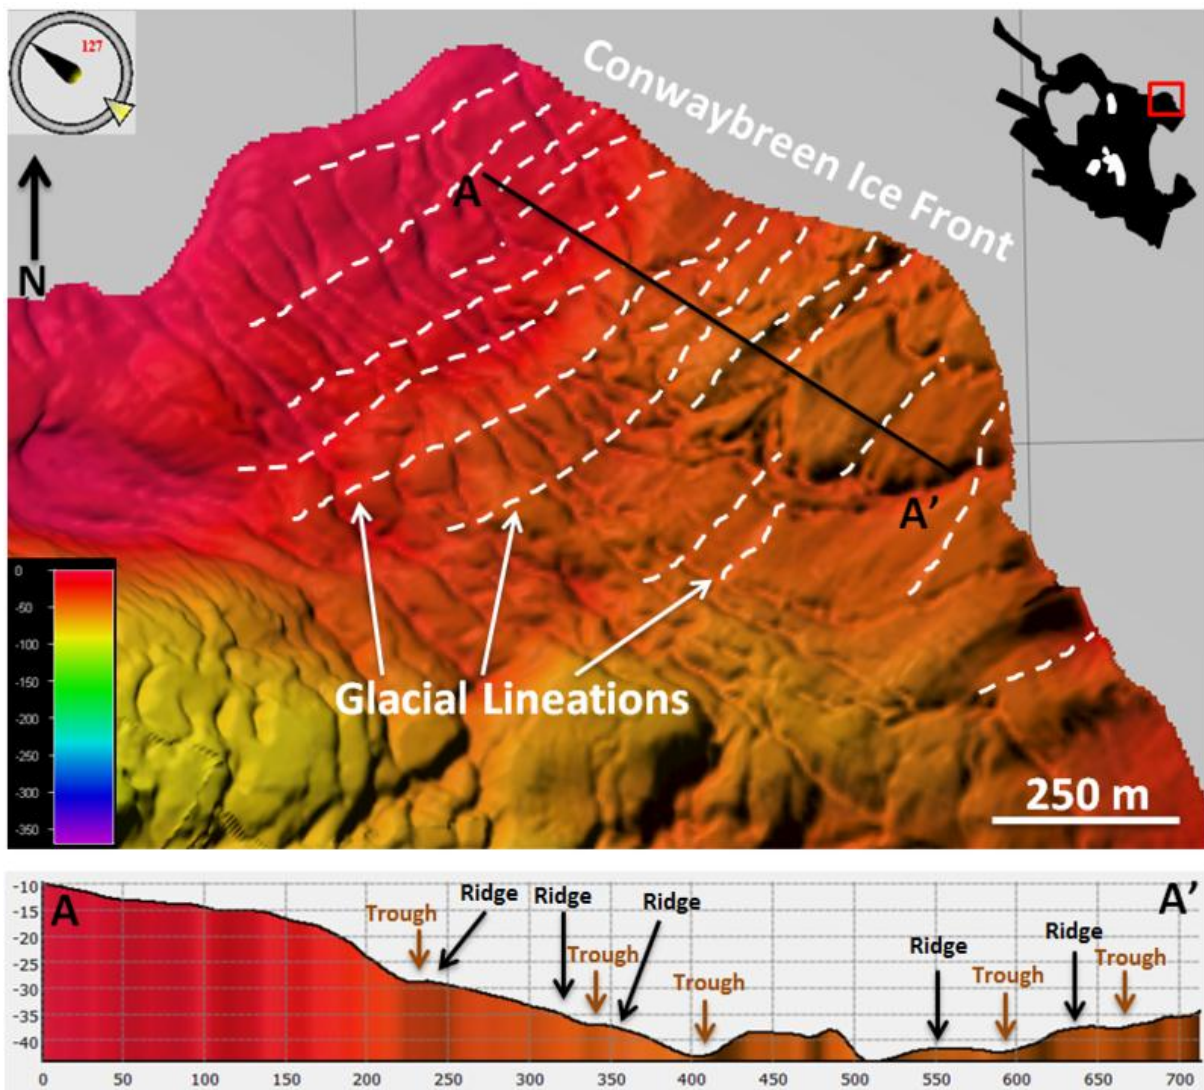 127
N
Conwaybreen Ice Front
A
A'
Glacial Lineations
250 m
0
-50
-100
-150
-200
-250
-300
-350
A
A'
Trough
Ridge
Ridge
Trough
Ridge
Trough
Ridge
Trough
Ridge
Trough
-10
-15
-20
-25
-30
-35
-40
0 50 100 150 200 250 300 350 400 450 500 550 600 650 700